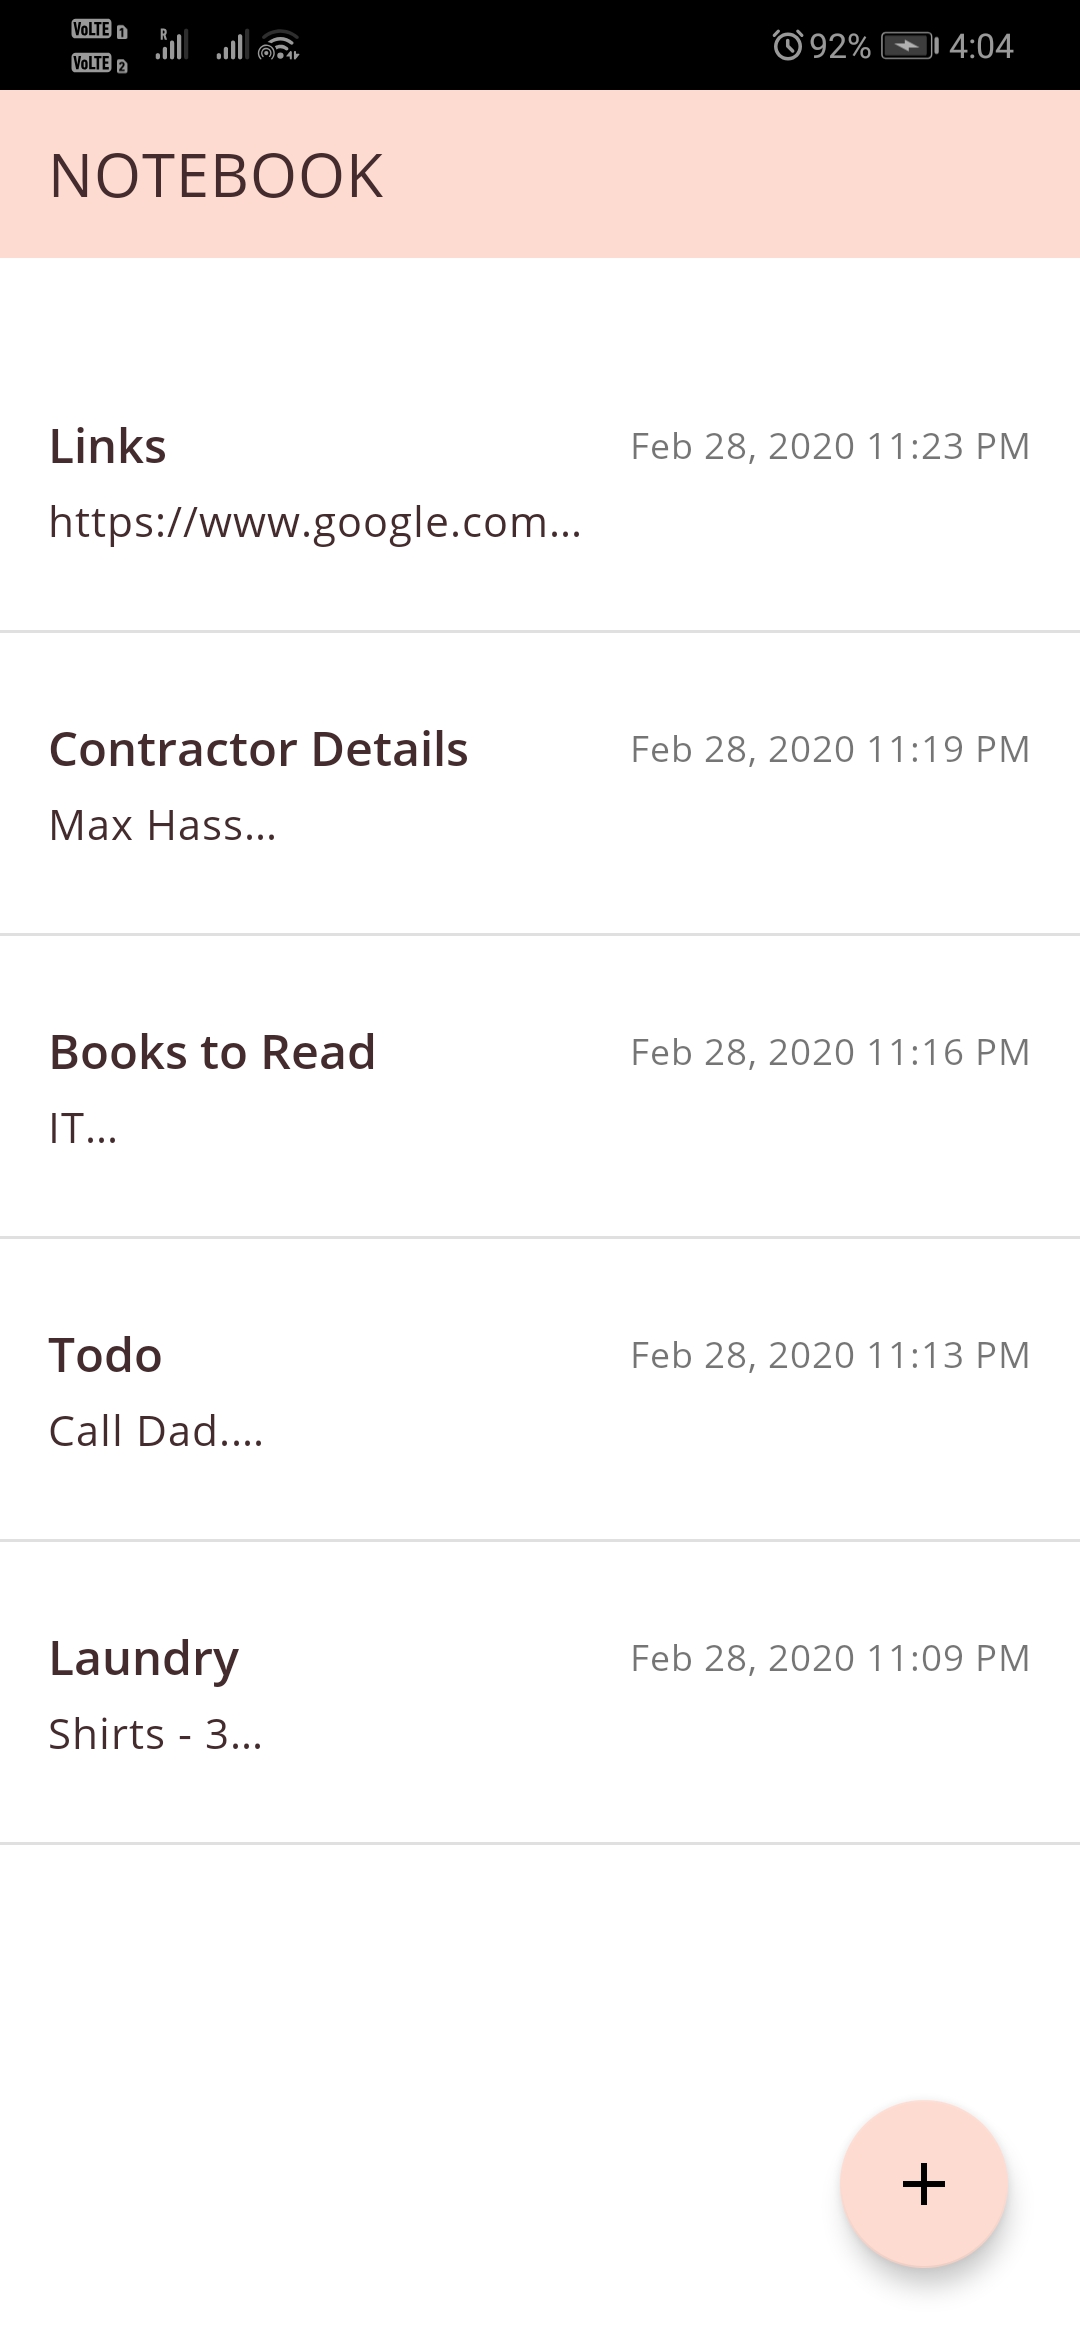 VoLTE 1
VoLTE 2
R
92%
4:04
NOTEBOOK
Links
Feb 28, 2020 11:23 PM
https://www.google.com...
Contractor Details
Feb 28, 2020 11:19 PM
Max Hass...
Books to Read
Feb 28, 2020 11:16 PM
IT...
Todo
Feb 28, 2020 11:13 PM
Call Dad....
Laundry
Feb 28, 2020 11:09 PM
Shirts - 3...